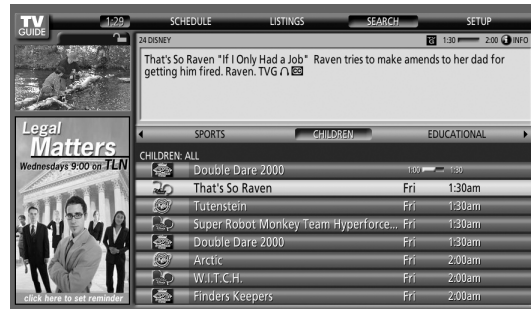 TV GUIDE
1:29
SCHEDULE LISTINGS SEARCH SETUP
24 DISNEY 1:30 2:00 INFO
That's So Raven "If I Only Had a Job" Raven tries to make amends to her dad for
getting him fired. Raven. TVG
SPORTS CHILDREN EDUCATIONAL
CHILDREN: ALL
Double Dare 2000 1:00 1:30
That's So Raven Fri 1:30am
Tutenstein Fri 1:30am
Super Robot Monkey Team Hyperforce... Fri 1:30am
Double Dare 2000 Fri 1:30am
Arctic Fri 2:00am
W.I.T.C.H. Fri 2:00am
Finders Keepers Fri 2:00am
Legal
Matters
Wednesdays 9:00 on TLN
click here to set reminder